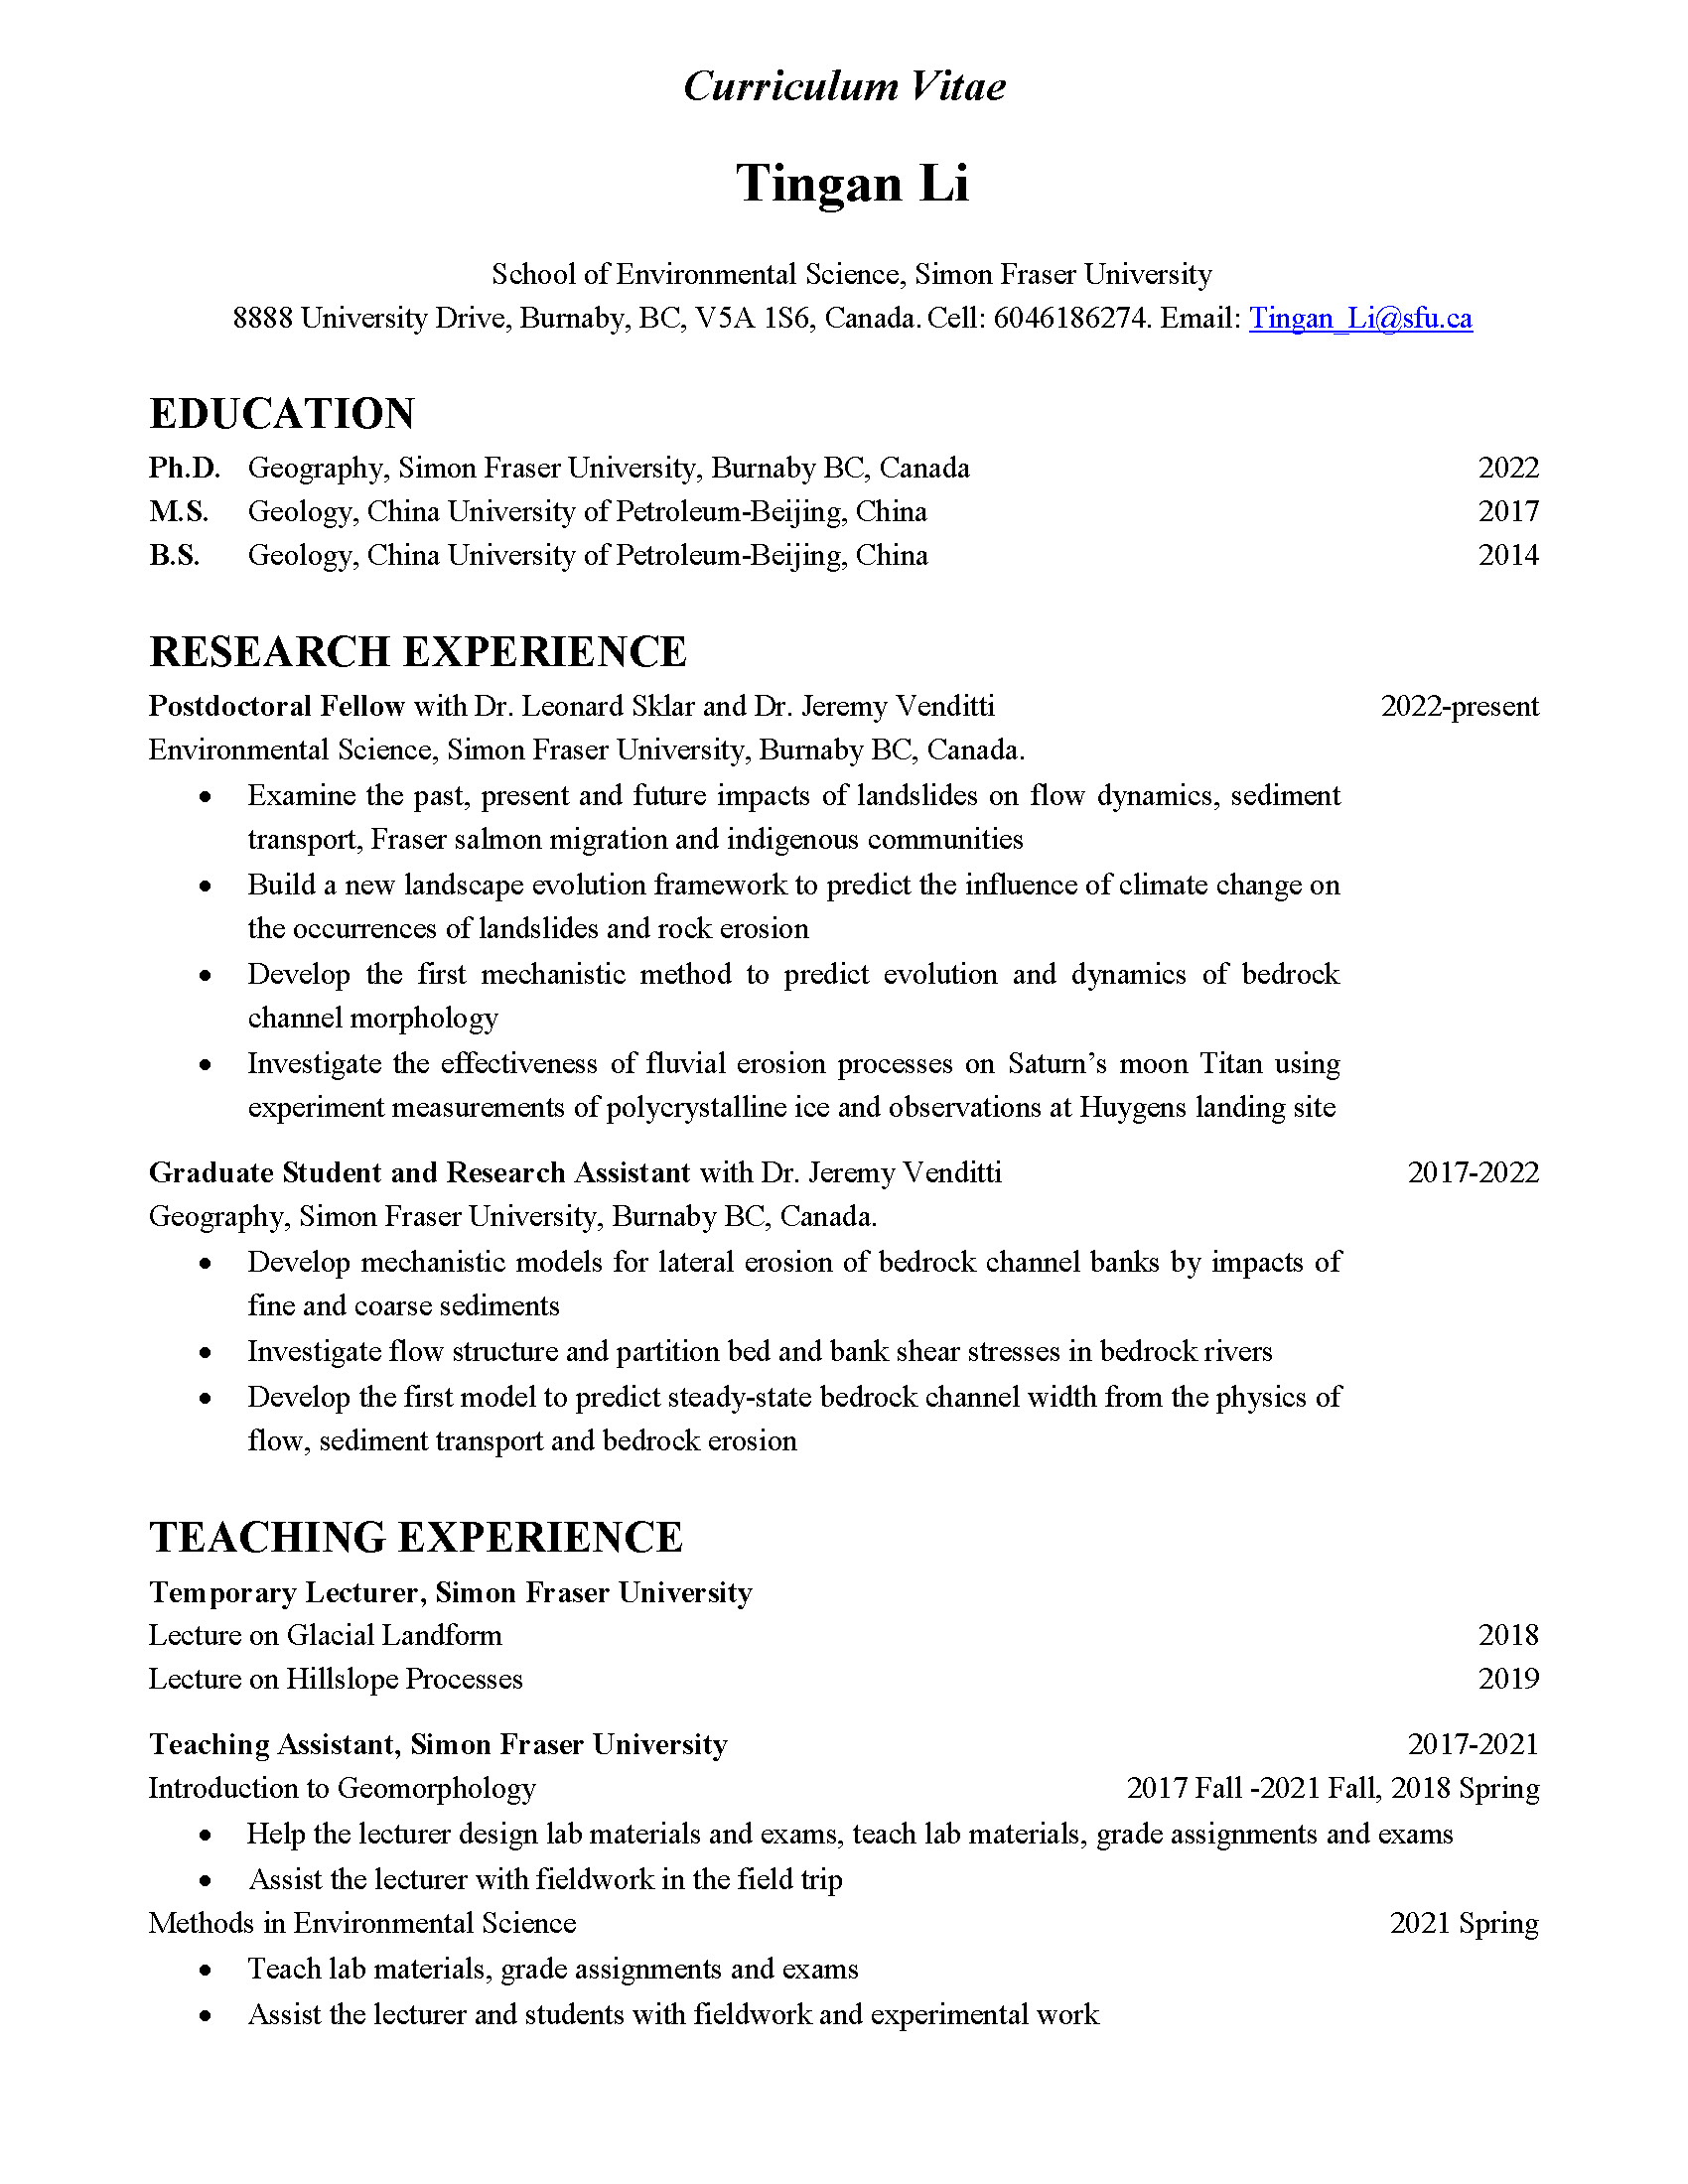 Curriculum Vitae
Tingan Li
School of Environmental Science, Simon Fraser University
8888 University Drive, Burnaby, BC, V5A 1S6, Canada. Cell: 6046186274. Email: Tingan_Li@sfu.ca
EDUCATION
Ph.D. Geography, Simon Fraser University, Burnaby BC, Canada 2022
M.S. Geology, China University of Petroleum-Beijing, China 2017
B.S. Geology, China University of Petroleum-Beijing, China 2014
RESEARCH EXPERIENCE
Postdoctoral Fellow with Dr. Leonard Sklar and Dr. Jeremy Venditti 2022-present
Environmental Science, Simon Fraser University, Burnaby BC, Canada.
• Examine the past, present and future impacts of landslides on flow dynamics, sediment
transport, Fraser salmon migration and indigenous communities
• Build a new landscape evolution framework to predict the influence of climate change on
the occurrences of landslides and rock erosion
• Develop the first mechanistic method to predict evolution and dynamics of bedrock
channel morphology
• Investigate the effectiveness of fluvial erosion processes on Saturn’s moon Titan using
experiment measurements of polycrystalline ice and observations at Huygens landing site
Graduate Student and Research Assistant with Dr. Jeremy Venditti 2017-2022
Geography, Simon Fraser University, Burnaby BC, Canada.
• Develop mechanistic models for lateral erosion of bedrock channel banks by impacts of
fine and coarse sediments
• Investigate flow structure and partition bed and bank shear stresses in bedrock rivers
• Develop the first model to predict steady-state bedrock channel width from the physics of
flow, sediment transport and bedrock erosion
TEACHING EXPERIENCE
Temporary Lecturer, Simon Fraser University
Lecture on Glacial Landform 2018
Lecture on Hillslope Processes 2019
Teaching Assistant, Simon Fraser University 2017-2021
Introduction to Geomorphology 2017 Fall -2021 Fall, 2018 Spring
• Help the lecturer design lab materials and exams, teach lab materials, grade assignments and exams
• Assist the lecturer with fieldwork in the field trip
Methods in Environmental Science 2021 Spring
• Teach lab materials, grade assignments and exams
• Assist the lecturer and students with fieldwork and experimental work